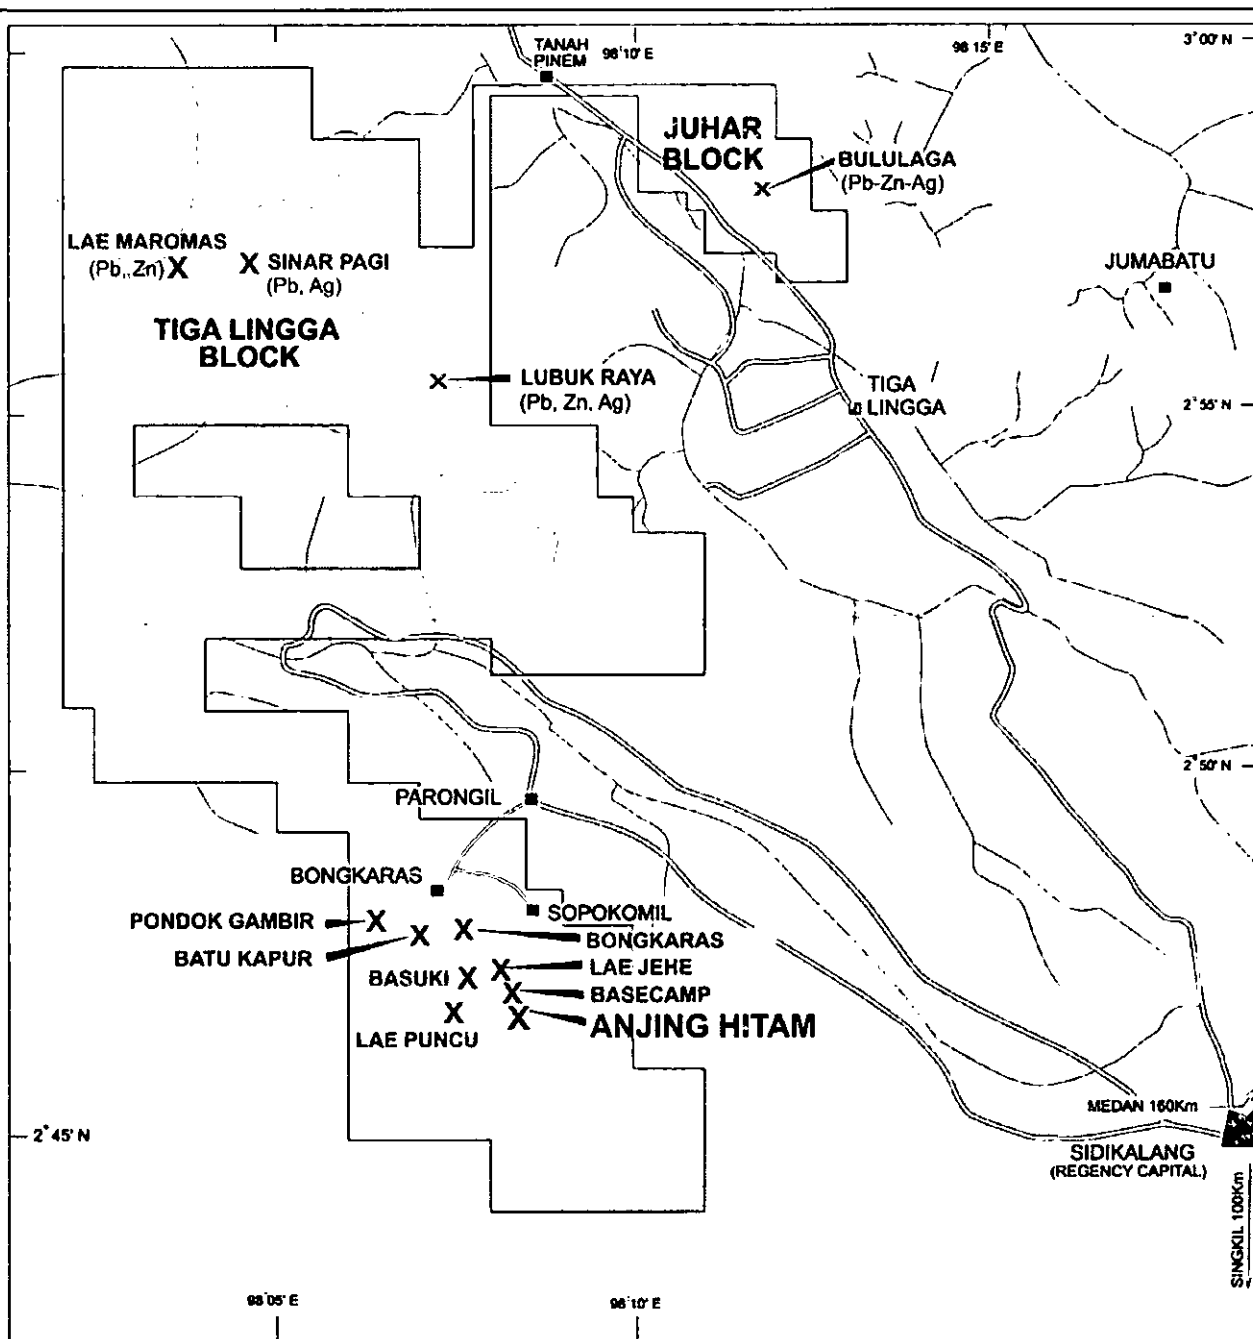 TANAH
PINEM
98°10' E
98°15' E
3°00' N
JUHAR
BLOCK
BULULAGA
(Pb-Zn-Ag)
LAE MAROMAS
(Pb, Zn)
SINAR PAGI
(Pb, Ag)
JUMABATU
TIGA LINGGA
BLOCK
LUBUK RAYA
(Pb, Zn, Ag)
TIGA
LINGGA
2°55' N
2°50' N
PARONGIL
BONGKARAS
SOPOKOMIL
PONDOK GAMBIR
BATU KAPUR
BONGKARAS
LAE JEHE
BASUKI
BASECAMP
ANJING HITAM
LAE PUNCU
MEDAN 160Km
2°45' N
SIDIKALANG
(REGENCY CAPITAL)
SINGKIL 100Km
98°05' E
98°10' E